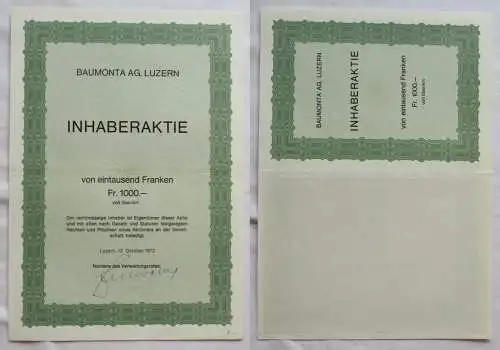 BAUMONTA AG, LUZERN
INHABERAKTIE
von eintausend Franken
Fr. 1000.—
voll liberiert
Der rechtmässige Inhaber ist Eigentümer dieser Aktie
und mit allen nach Gesetz und Statuten festgelegten
Rechten und Pflichten eines Aktionärs an der Gesell-
schaft beteiligt.
Luzern, 12. Oktober 1972
Namens des Verwaltungsrates:
BAUMONTA AG, LUZERN
INHABERAKTIE
von eintausend Franken
Fr. 1000.—
voll liberiert